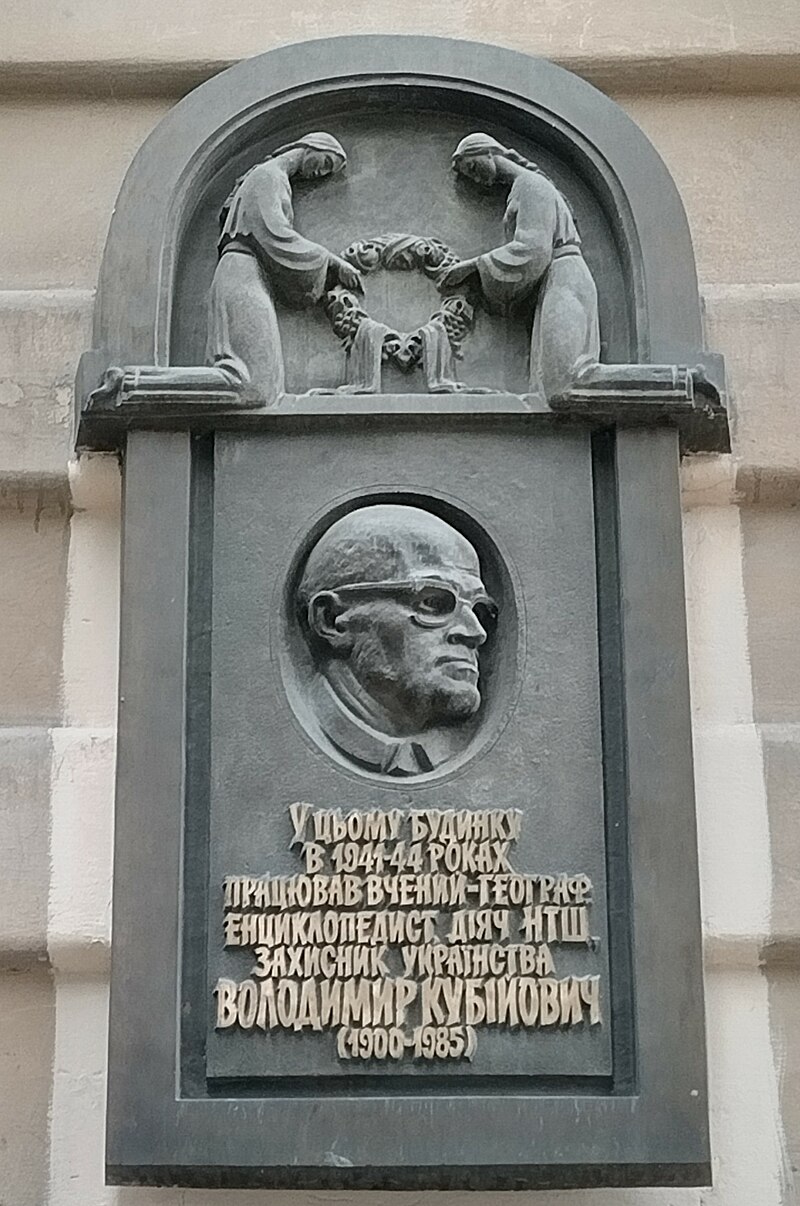 У ЦЬОМУ БУДИНКУ
В 1941-44 РОКАХ
ПРАЦЮВАВ ВЧЕНИЙ-ГЕОГРАФ
ЕНЦИКЛОПЕДИСТ, ДІЯЧ НТШ,
ЗАХИСНИК УКРАЇНСТВА
ВОЛОДИМИР КУБІЙОВИЧ
(1900-1985)